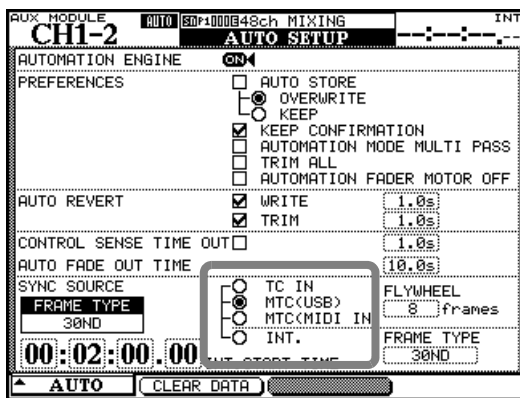 AUX MODULE
CH1-2
AUTO
48ch MIXING
AUTO SETUP
INT
--:--:--.--
AUTOMATION ENGINE ON
PREFERENCES
AUTO STORE
OVERWRITE
KEEP
KEEP CONFIRMATION
AUTOMATION MODE MULTI PASS
TRIM ALL
AUTOMATION FADER MOTOR OFF
AUTO REVERT
WRITE 1.0s
TRIM 1.0s
CONTROL SENSE TIME OUT 1.0s
AUTO FADE OUT TIME 10.0s
SYNC SOURCE
FRAME TYPE
30ND
TC IN
MTC(USB)
MTC(MIDI IN
INT.
FLYWHEEL
8 frames
FRAME TYPE
30ND
00:02:00.00
INT START TIME
AUTO
CLEAR DATA